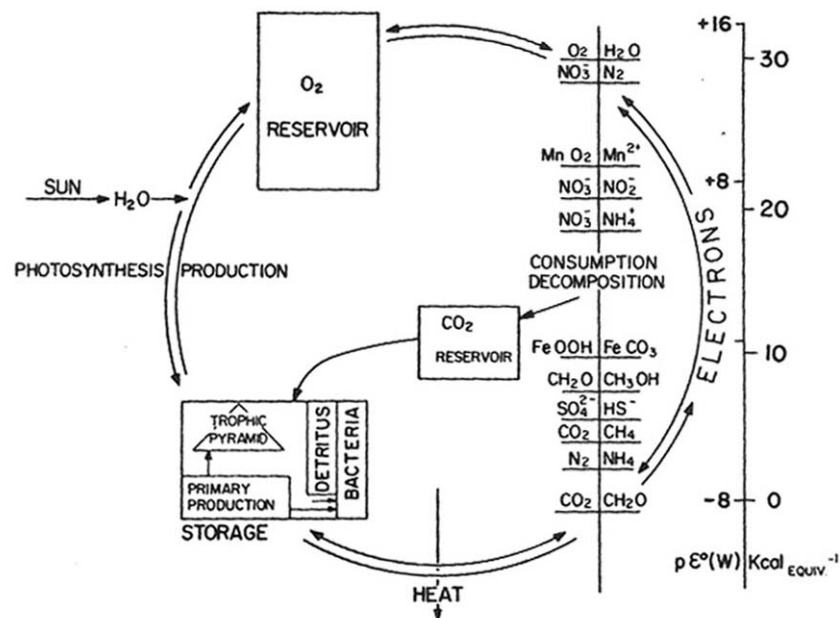 O₂
RESERVOIR
SUN
H₂O
PHOTOSYNTHESIS
PRODUCTION
CO₂
RESERVOIR
CONSUMPTION
DECOMPOSITION
TROPHIC
PYRAMID
PRIMARY
PRODUCTION
DETRITUS
BACTERIA
STORAGE
HEAT
O₂ H₂O
NO₃⁻ N₂
Mn O₂ Mn²⁺
NO₃⁻ NO₂⁻
NO₃⁻ NH₄⁺
Fe OOH Fe CO₃
CH₂O CH₃OH
SO₄²⁻ HS⁻
CO₂ CH₄
N₂ NH₄
CO₂ CH₂O
ELECTRONS
+16
30
+8
20
10
-8 0
pε°(W) Kcal EQUIV.⁻¹